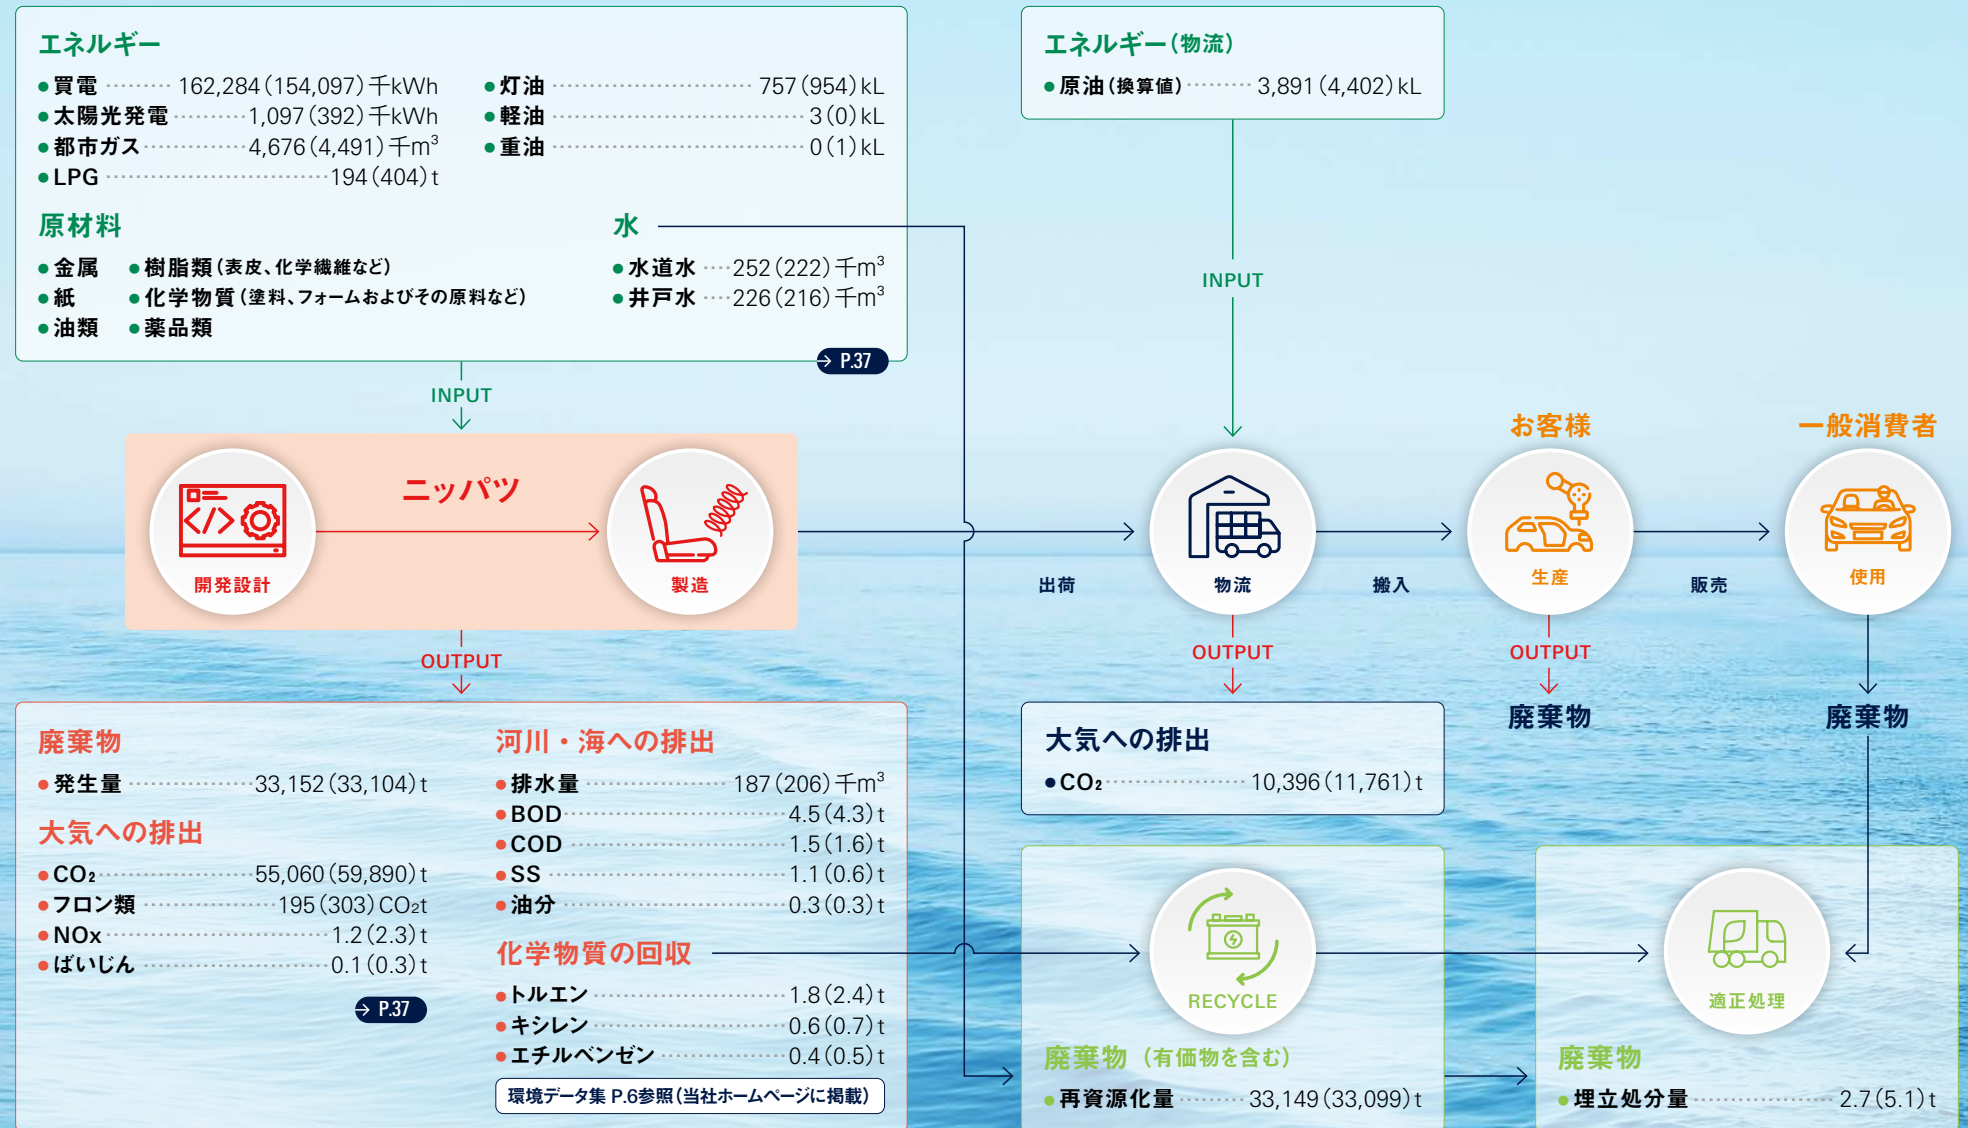 エネルギー
●買電 ········· 162,284(154,097)千kWh
●太陽光発電 ·········· 1,097(392)千kWh
●都市ガス ············ 4,676(4,491)千m³
●LPG ···························· 194(404)t
●灯油 ························· 757(954)kL
●軽油 ······························· 3(0)kL
●重油 ······························· 0(1)kL
原材料
●金属 ●樹脂類(表皮、化学繊維など)
●紙 ●化学物質(塗料、フォームおよびその原料など)
●油類 ●薬品類
水
●水道水 ···· 252(222)千m³
●井戸水 ···· 226(216)千m³
→ P.37
エネルギー(物流)
●原油(換算値) ········· 3,891(4,402)kL
INPUT
INPUT
ニッパツ
開発設計
製造
出荷
物流
搬入
お客様
生産
販売
一般消費者
使用
OUTPUT
OUTPUT
OUTPUT
廃棄物
廃棄物
廃棄物
●発生量 ················· 33,152(33,104)t
大気への排出
●CO₂ ····················· 55,060(59,890)t
●フロン類 ·················· 195(303)CO₂t
●NOx ····························· 1.2(2.3)t
●ばいじん ························ 0.1(0.3)t
→ P.37
河川・海への排出
●排水量 ··················· 187(206)千m³
●BOD ····························· 4.5(4.3)t
●COD ···························· 1.5(1.6)t
●SS ······························· 1.1(0.6)t
●油分 ···························· 0.3(0.3)t
化学物質の回収
●トルエン ························ 1.8(2.4)t
●キシレン ························ 0.6(0.7)t
●エチルベンゼン ················ 0.4(0.5)t
環境データ集 P.6参照(当社ホームページに掲載)
大気への排出
●CO₂ ·················· 10,396(11,761)t
RECYCLE
廃棄物 (有価物を含む)
●再資源化量 ········· 33,149(33,099)t
適正処理
廃棄物
●埋立処分量 ·················· 2.7(5.1)t